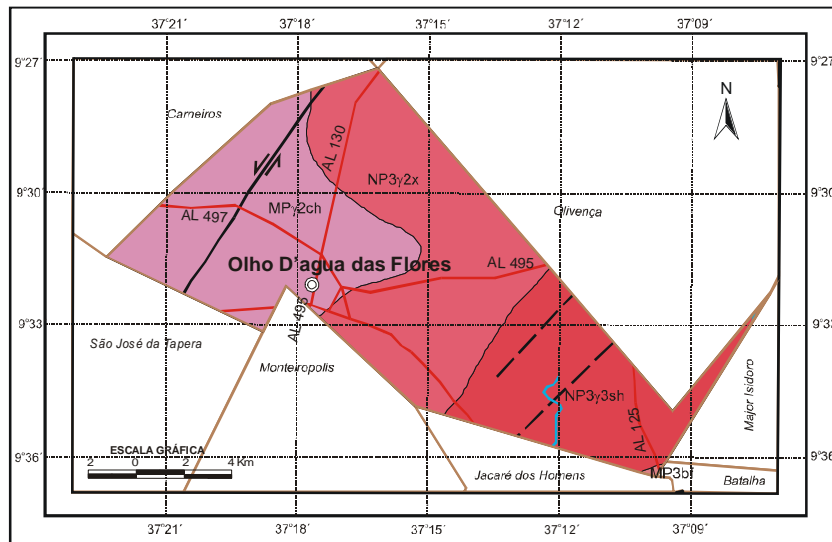 37°21´ 37°18´ 37°15´ 37°12´ 37°09´
9°27 9°27
Carneiros
N
AL 130
NP3γ2x
9°30´ 9°30´
MPγ2ch
AL 497
Olivença
Olho D'agua das Flores
AL 495
AL 495
9°33´ 9°33´
São José da Tapera
Monteiropolis
NP3γ3sh
Major Isidoro
AL 125
ESCALA GRÁFICA
2 0 2 4 Km
9°36´ 9°36´
MP3bf
Jacaré dos Homens
Batalha
37°21´ 37°18´ 37°15´ 37°12´ 37°09´